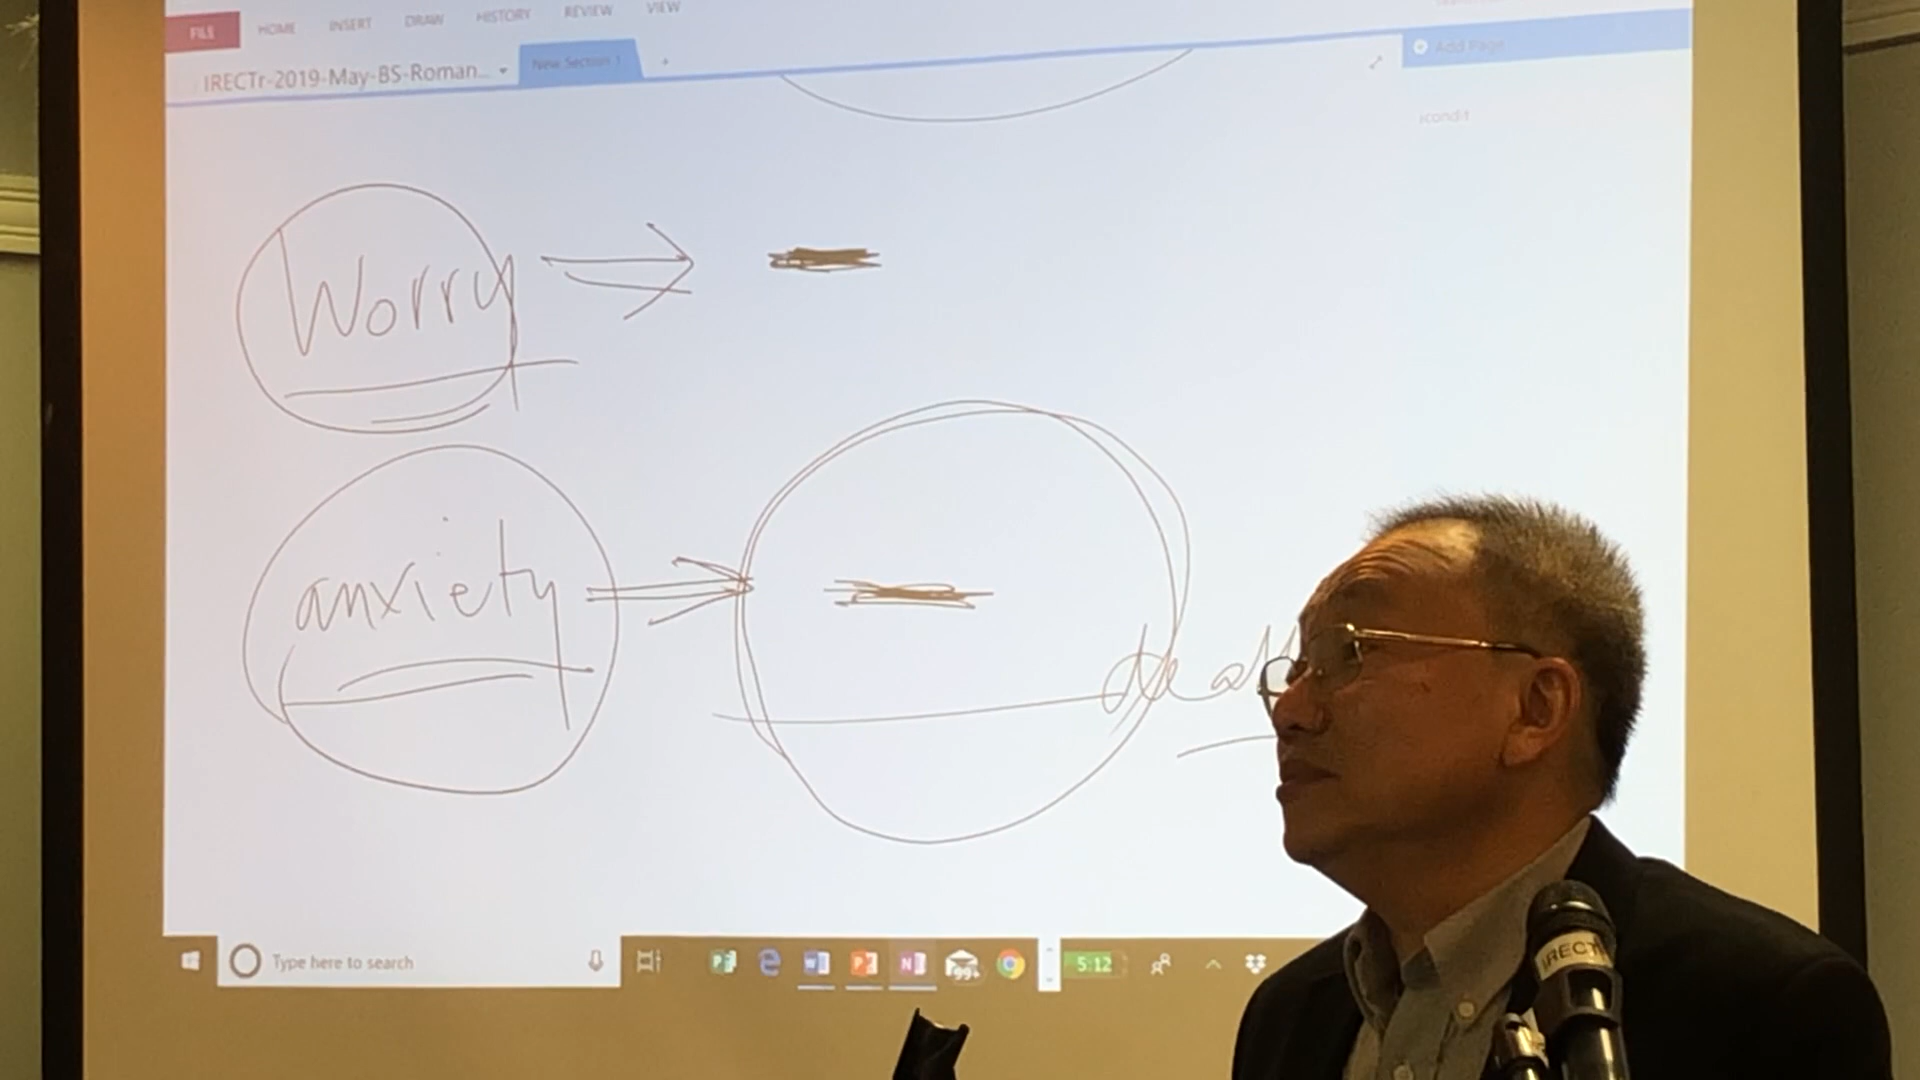 FILE HOME INSERT DRAW HISTORY REVIEW VIEW
IRECTr-2019-May-BS-Roman... New Section 1 +
Add Page
Worry
anxiety
Type here to search
99+
5:12
IRECT